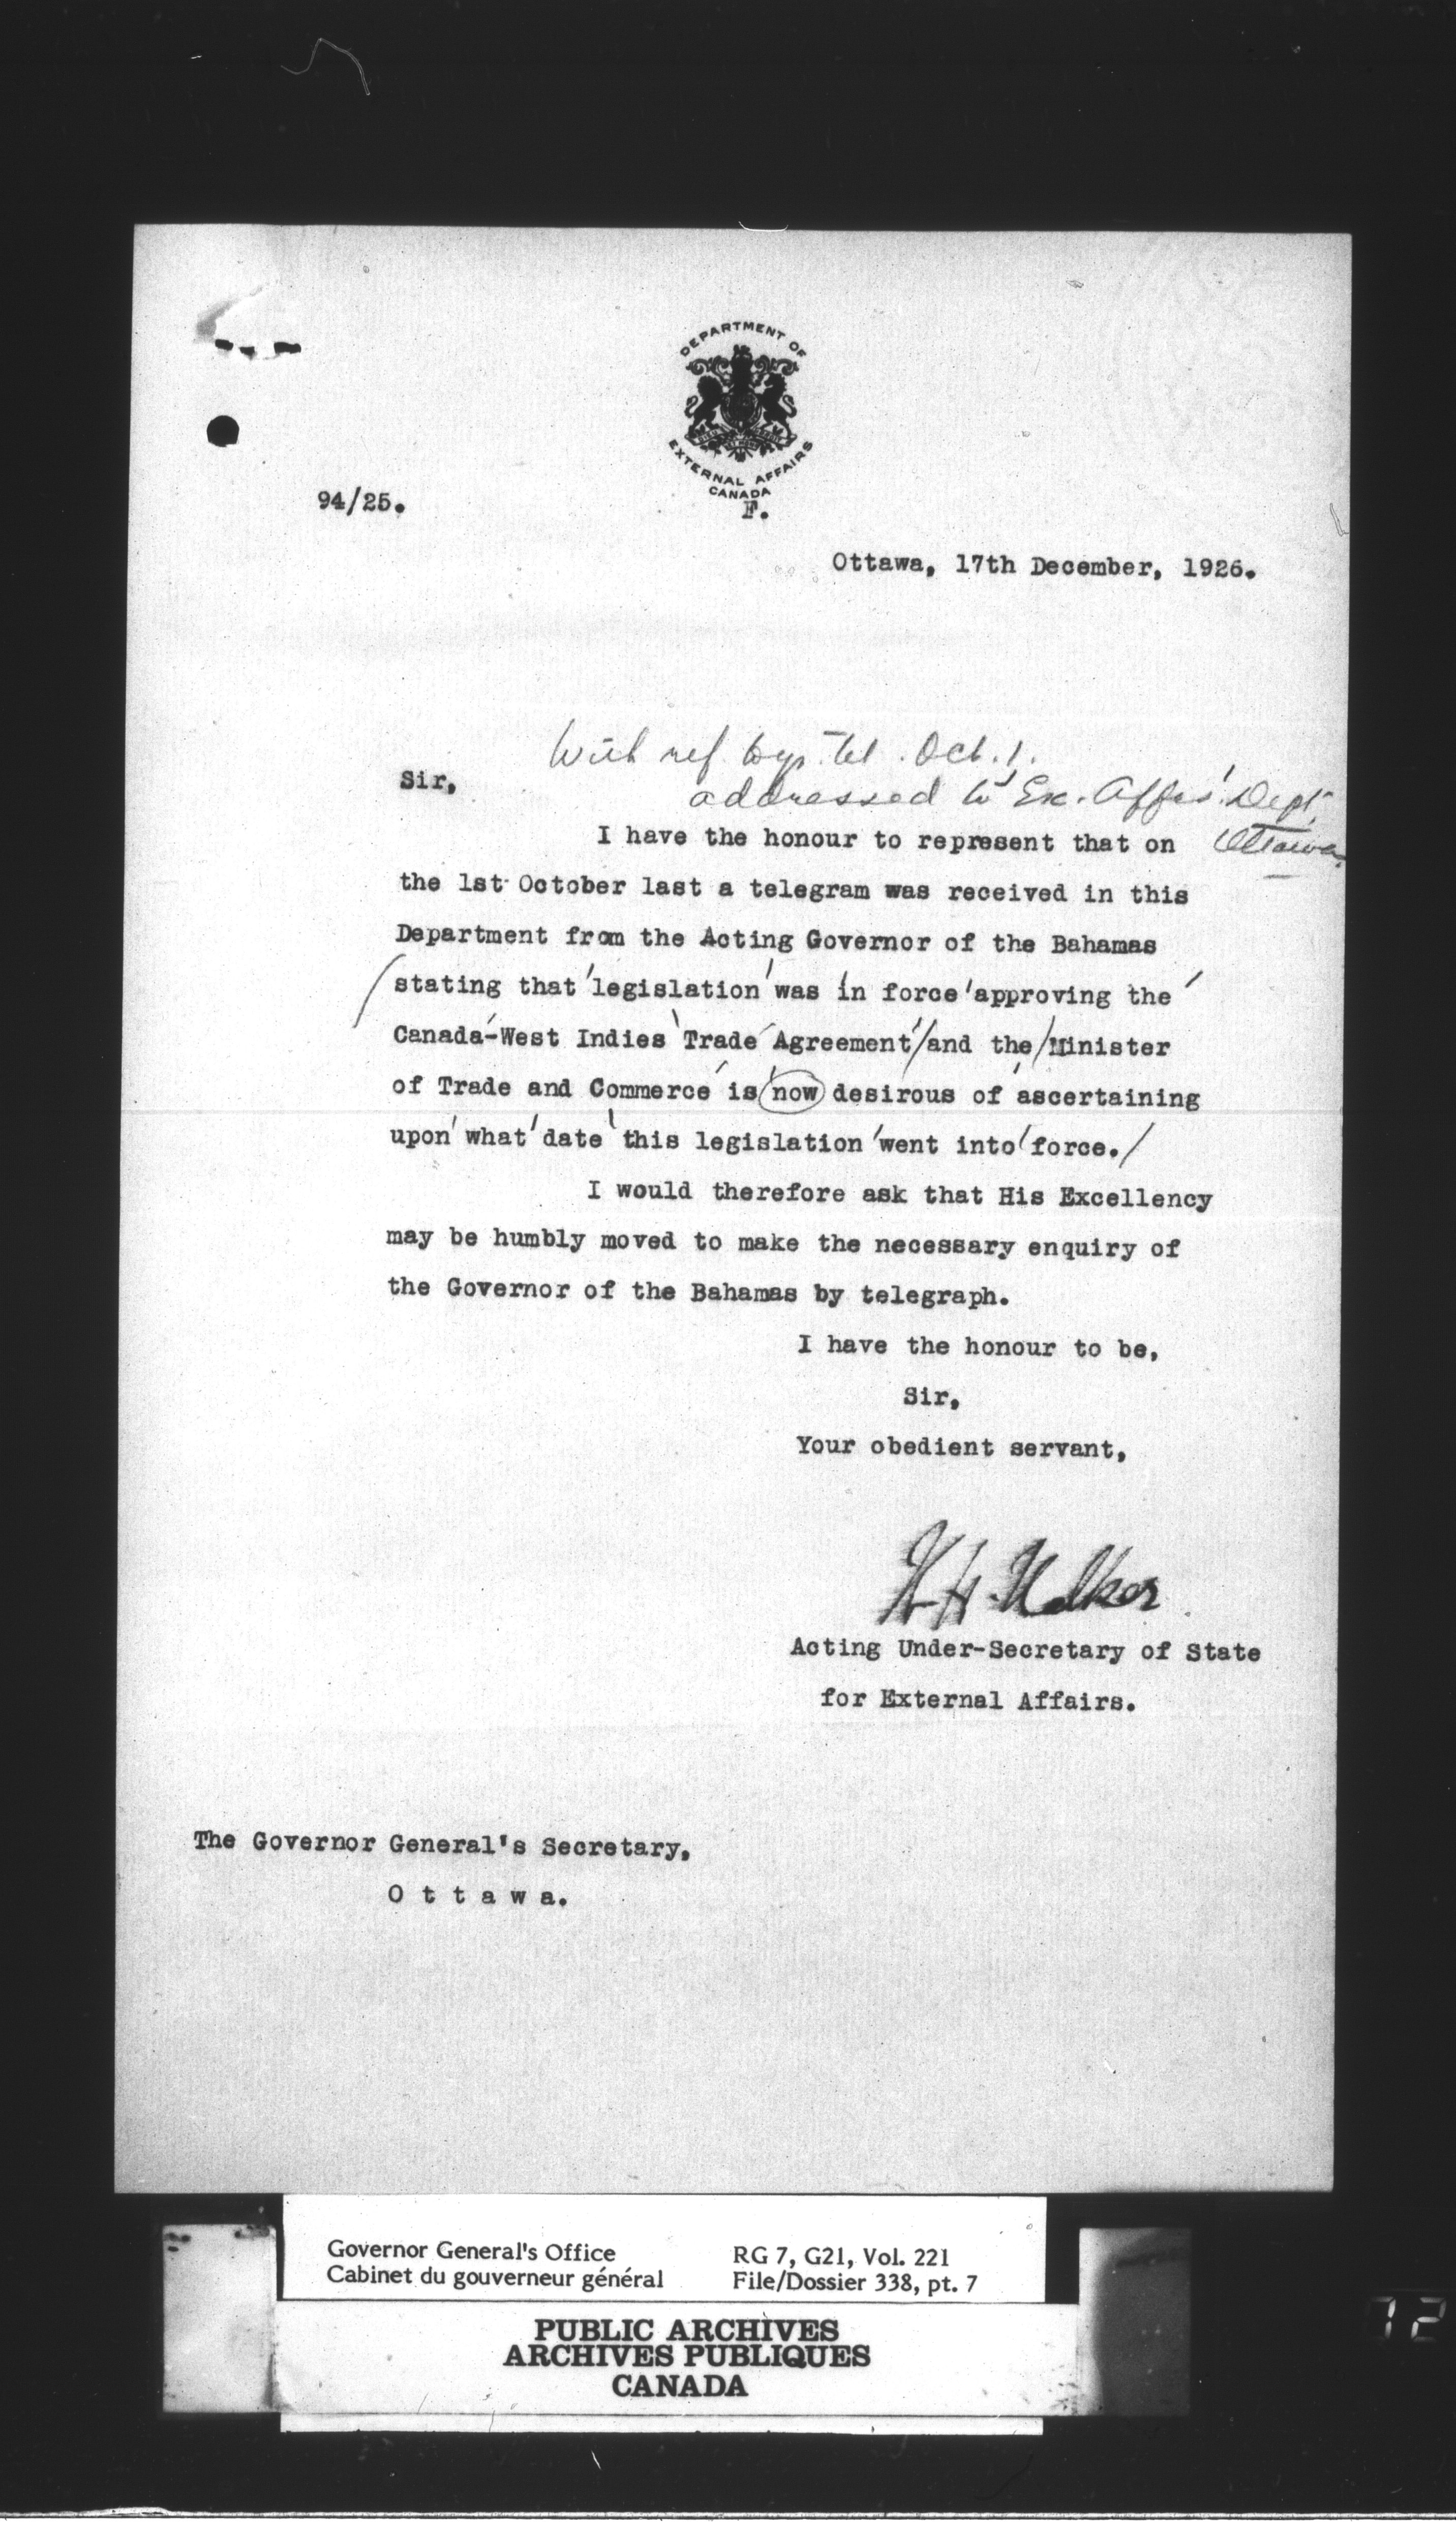 DEPARTMENT OF
EXTERNAL AFFAIRS
CANADA
94/25.
F.
Ottawa, 17th December, 1926.
With ref. to yr. tel. Oct. 1.
Sir,
addressed to Ex. Affrs. Dept.
Ottawa.
I have the honour to represent that on
the 1st October last a telegram was received in this
Department from the Acting Governor of the Bahamas
stating that legislation was in force approving the
Canada-West Indies Trade Agreement and the Minister
of Trade and Commerce is now desirous of ascertaining
upon what date this legislation went into force.
I would therefore ask that His Excellency
may be humbly moved to make the necessary enquiry of
the Governor of the Bahamas by telegraph.
I have the honour to be,
Sir,
Your obedient servant,
W H Walker
Acting Under-Secretary of State
for External Affairs.
The Governor General's Secretary,
O t t a w a.
Governor General's Office
Cabinet du gouverneur général
RG 7, G21, Vol. 221
File/Dossier 338, pt. 7
PUBLIC ARCHIVES
ARCHIVES PUBLIQUES
CANADA
12